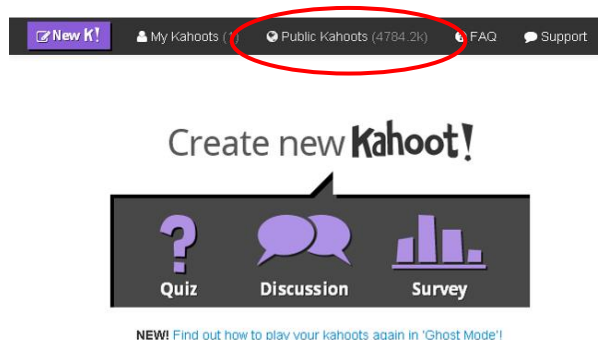 New K! My Kahoots (1) Public Kahoots (4784.2k) FAQ Support
Create new Kahoot!
Quiz Discussion Survey
NEW! Find out how to play your kahoots again in 'Ghost Mode'!